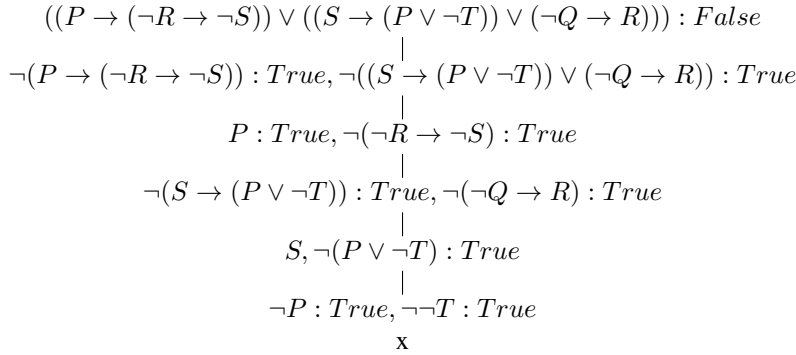 ((P → (¬R → ¬S)) ∨ ((S → (P ∨ ¬T)) ∨ (¬Q → R))) : False
¬(P → (¬R → ¬S)) : True, ¬((S → (P ∨ ¬T)) ∨ (¬Q → R)) : True
P : True, ¬(¬R → ¬S) : True
¬(S → (P ∨ ¬T)) : True, ¬(¬Q → R) : True
S, ¬(P ∨ ¬T) : True
¬P : True, ¬¬T : True
x